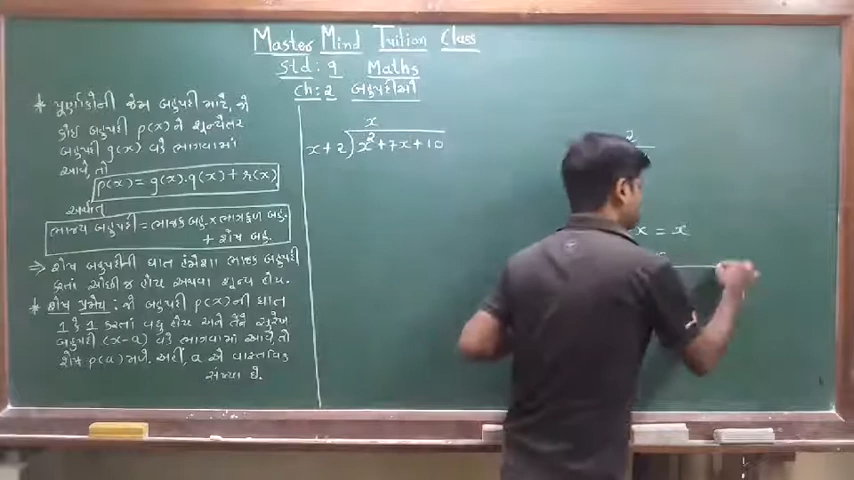 Master Mind Tuition Class
Std: 9 Maths
Ch: 2 બહુપદીઓ
* પૂર્ણાંકોની જેમ બહુપદી માટે, જો
કોઈ બહુપદી p(x) ને શૂન્યેતર
બહુપદી g(x) વડે ભાગવામાં
આવે, તો
p(x) = g(x).q(x) + r(x)
અર્થાત્
ભાજ્ય બહુપદી = ભાજક બહુ. x ભાગફળ બહુ.
+ શેષ બહુ.
⇒ શેષ બહુપદીની ઘાત હંમેશા ભાજક બહુપદી
કરતાં ઓછી જ હોય અથવા શૂન્ય હોય.
* શેષ પ્રમેય: જો બહુપદી p(x) ની ઘાત
1 કે 1 કરતાં વધુ હોય અને તેને સુરેખ
બહુપદી (x-a) વડે ભાગવામાં આવે, તો
શેષ p(a) મળે. અહીં, a એ વાસ્તવિક
સંખ્યા છે.
x
x+2) x²+7x+10
2
x = x